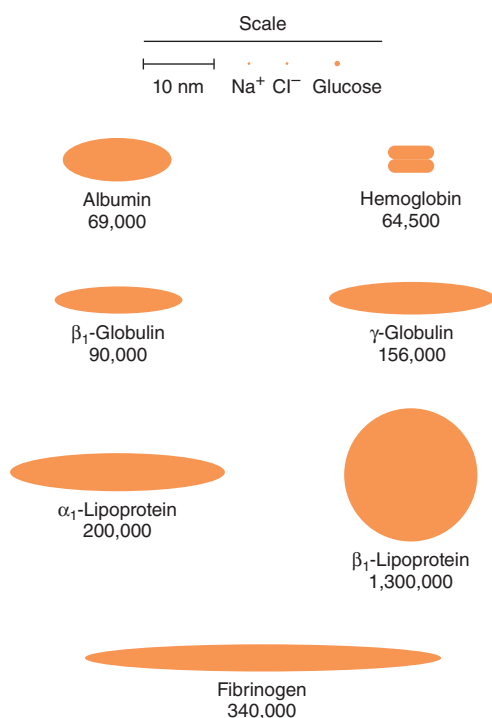 Scale
10 nm Na⁺ Cl⁻ Glucose
Albumin
69,000
Hemoglobin
64,500
β₁-Globulin
90,000
γ-Globulin
156,000
α₁-Lipoprotein
200,000
β₁-Lipoprotein
1,300,000
Fibrinogen
340,000